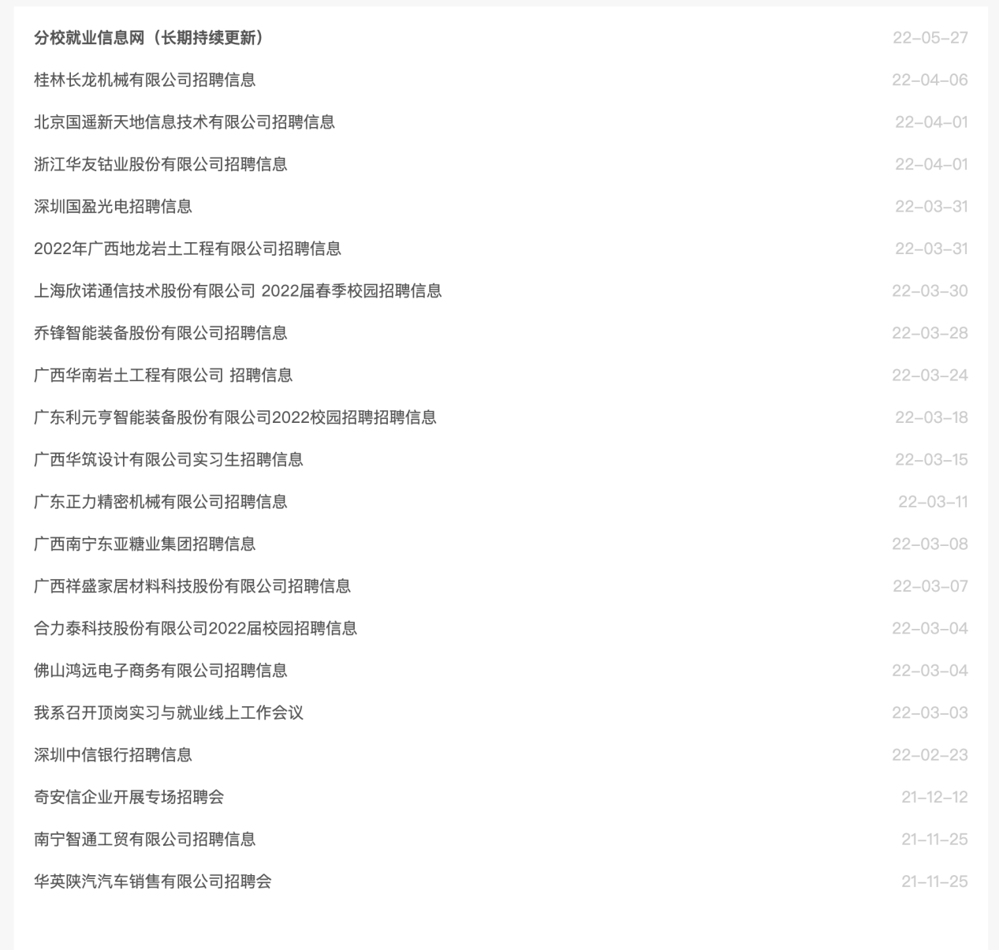 分校就业信息网（长期持续更新） 22-05-27
桂林长龙机械有限公司招聘信息 22-04-06
北京国遥新天地信息技术有限公司招聘信息 22-04-01
浙江华友钴业股份有限公司招聘信息 22-04-01
深圳国盈光电招聘信息 22-03-31
2022年广西地龙岩土工程有限公司招聘信息 22-03-31
上海欣诺通信技术股份有限公司 2022届春季校园招聘信息 22-03-30
乔锋智能装备股份有限公司招聘信息 22-03-28
广西华南岩土工程有限公司 招聘信息 22-03-24
广东利元亨智能装备股份有限公司2022校园招聘招聘信息 22-03-18
广西华筑设计有限公司实习生招聘信息 22-03-15
广东正力精密机械有限公司招聘信息 22-03-11
广西南宁东亚糖业集团招聘信息 22-03-08
广西祥盛家居材料科技股份有限公司招聘信息 22-03-07
合力泰科技股份有限公司2022届校园招聘信息 22-03-04
佛山鸿远电子商务有限公司招聘信息 22-03-04
我系召开顶岗实习与就业线上工作会议 22-03-03
深圳中信银行招聘信息 22-02-23
奇安信企业开展专场招聘会 21-12-12
南宁智通工贸有限公司招聘信息 21-11-25
华英陕汽汽车销售有限公司招聘会 21-11-25